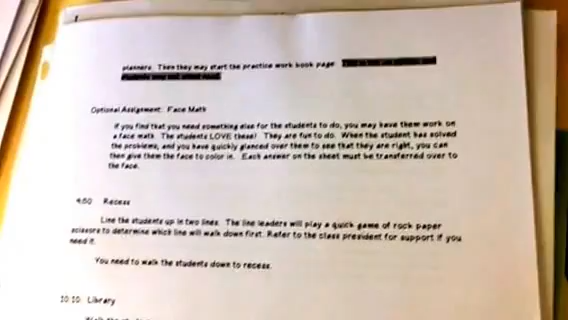 planners. Then they may start the practice work book page.
Optional Assignment: Face Math
If you find that you need something else for the students to do, you may have them work on
a face math. The students LOVE these! They are fun to do. When the student has solved
the problems, and you have quickly glanced over them to see that they are right, you can
then give them the face to color in. Each answer on the sheet must be transferred over to
the face.
9:50 Recess
Line the students up in two lines. The line leaders will play a quick game of rock paper
scissors to determine which line will walk down first. Refer to the class president for support if you
need it.
You need to walk the students down to recess.
10:10 Library
Walk the